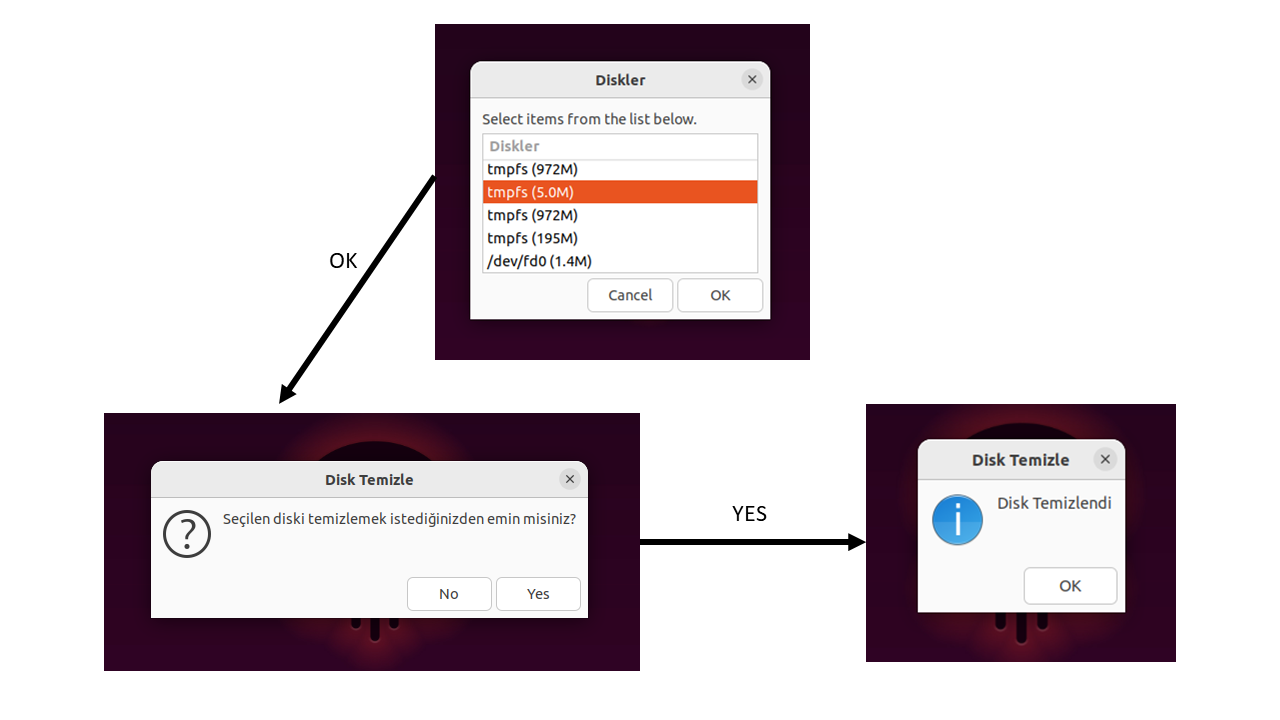 Diskler
Select items from the list below.
Diskler
tmpfs (972M)
tmpfs (5.0M)
tmpfs (972M)
tmpfs (195M)
/dev/fd0 (1.4M)
Cancel OK
OK
Disk Temizle
Seçilen diski temizlemek istediğinizden emin misiniz?
No Yes
YES
Disk Temizle
Disk Temizlendi
OK